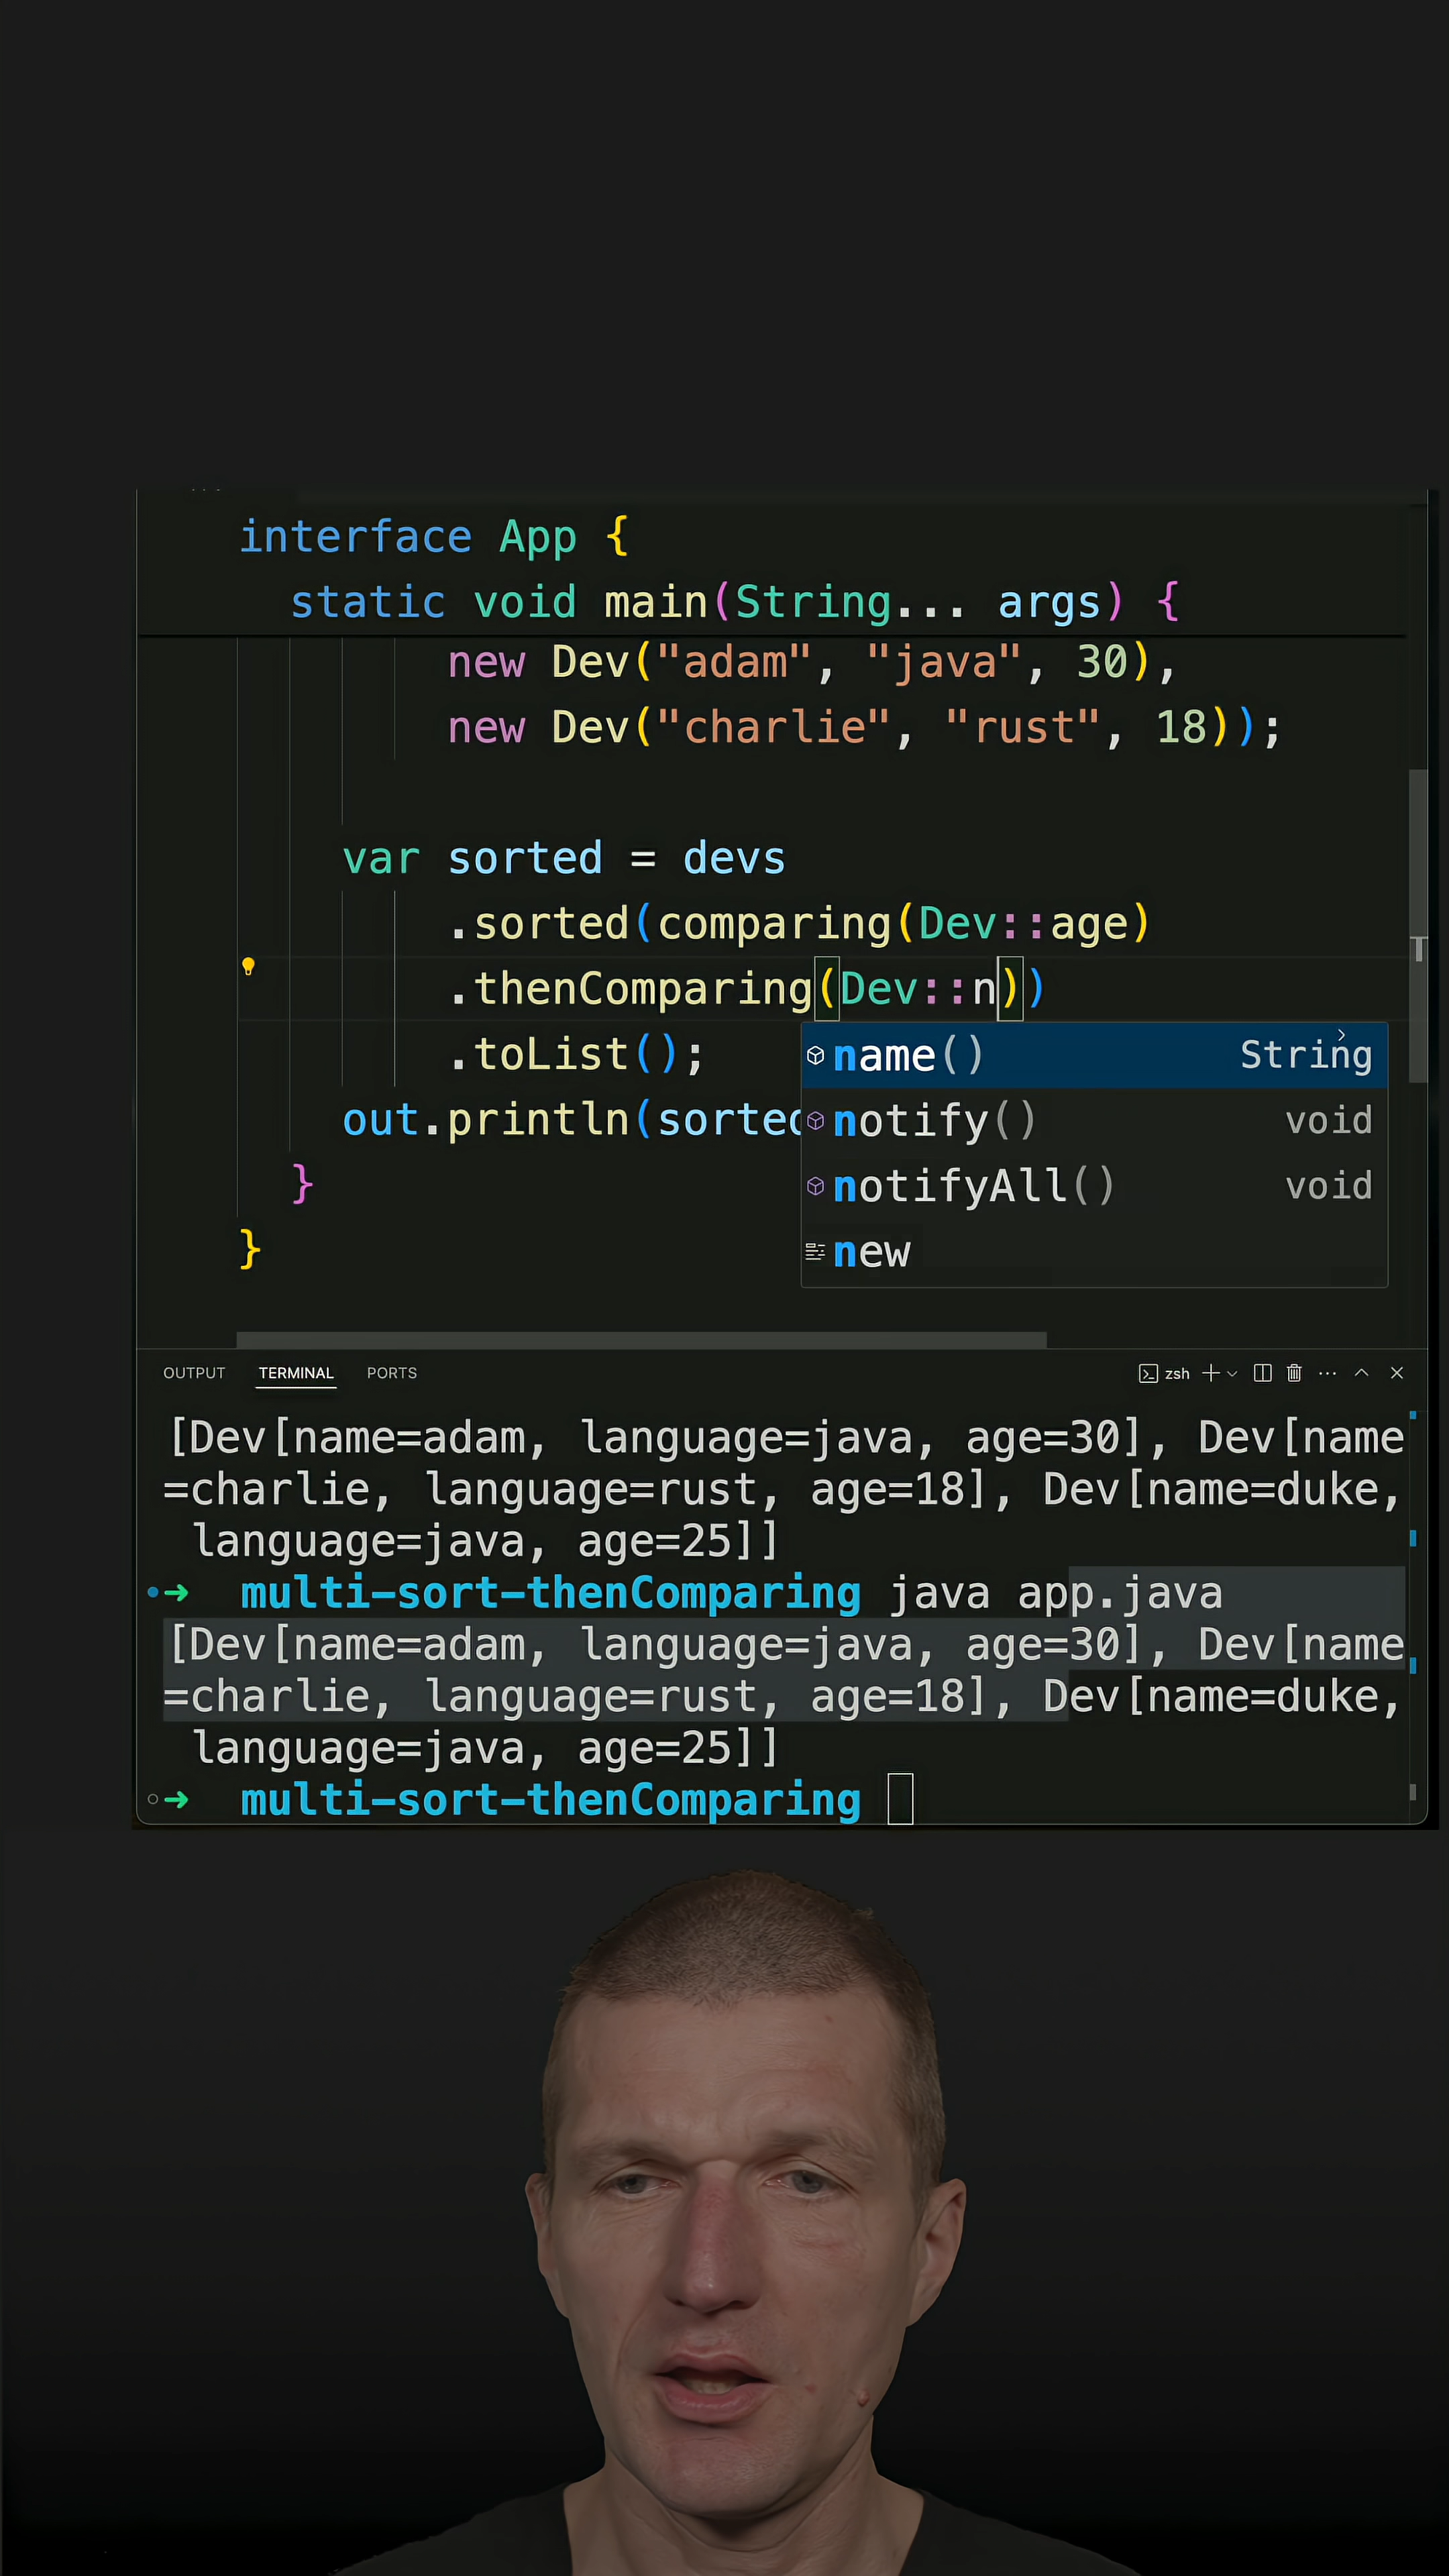 interface App {
static void main(String... args) {
new Dev("adam", "java", 30),
new Dev("charlie", "rust", 18));
var sorted = devs
.sorted(comparing(Dev::age)
.thenComparing(Dev::n))
.toList();
name() String
out.println(sorted
notify() void
}
notifyAll() void
}
new
OUTPUT TERMINAL PORTS zsh
[Dev[name=adam, language=java, age=30], Dev[name
=charlie, language=rust, age=18], Dev[name=duke,
language=java, age=25]]
➜ multi-sort-thenComparing java app.java
[Dev[name=adam, language=java, age=30], Dev[name
=charlie, language=rust, age=18], Dev[name=duke,
language=java, age=25]]
➜ multi-sort-thenComparing